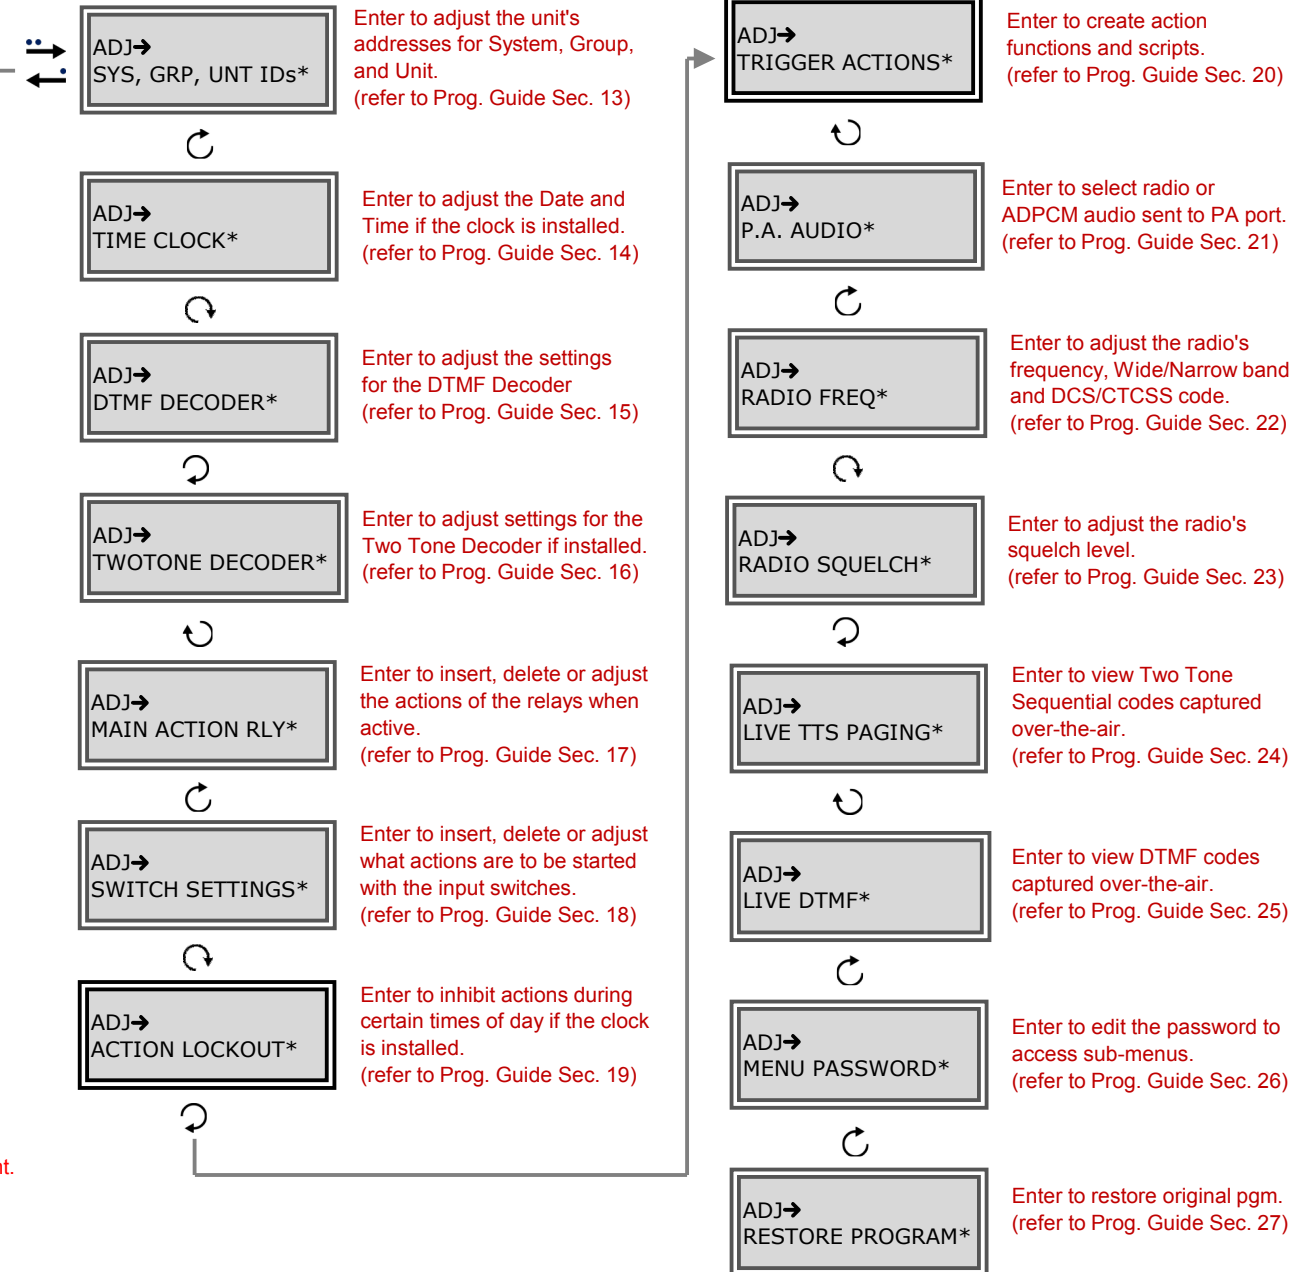 ADJ➔
SYS, GRP, UNT IDs*
Enter to adjust the unit's
addresses for System, Group,
and Unit.
(refer to Prog. Guide Sec. 13)
ADJ➔
TIME CLOCK*
Enter to adjust the Date and
Time if the clock is installed.
(refer to Prog. Guide Sec. 14)
ADJ➔
DTMF DECODER*
Enter to adjust the settings
for the DTMF Decoder
(refer to Prog. Guide Sec. 15)
ADJ➔
TWOTONE DECODER*
Enter to adjust settings for the
Two Tone Decoder if installed.
(refer to Prog. Guide Sec. 16)
ADJ➔
MAIN ACTION RLY*
Enter to insert, delete or adjust
the actions of the relays when
active.
(refer to Prog. Guide Sec. 17)
ADJ➔
SWITCH SETTINGS*
Enter to insert, delete or adjust
what actions are to be started
with the input switches.
(refer to Prog. Guide Sec. 18)
ADJ➔
ACTION LOCKOUT*
Enter to inhibit actions during
certain times of day if the clock
is installed.
(refer to Prog. Guide Sec. 19)
ADJ➔
TRIGGER ACTIONS*
Enter to create action
functions and scripts.
(refer to Prog. Guide Sec. 20)
ADJ➔
P.A. AUDIO*
Enter to select radio or
ADPCM audio sent to PA port.
(refer to Prog. Guide Sec. 21)
ADJ➔
RADIO FREQ*
Enter to adjust the radio's
frequency, Wide/Narrow band
and DCS/CTCSS code.
(refer to Prog. Guide Sec. 22)
ADJ➔
RADIO SQUELCH*
Enter to adjust the radio's
squelch level.
(refer to Prog. Guide Sec. 23)
ADJ➔
LIVE TTS PAGING*
Enter to view Two Tone
Sequential codes captured
over-the-air.
(refer to Prog. Guide Sec. 24)
ADJ➔
LIVE DTMF*
Enter to view DTMF codes
captured over-the-air.
(refer to Prog. Guide Sec. 25)
ADJ➔
MENU PASSWORD*
Enter to edit the password to
access sub-menus.
(refer to Prog. Guide Sec. 26)
ADJ➔
RESTORE PROGRAM*
Enter to restore original pgm.
(refer to Prog. Guide Sec. 27)